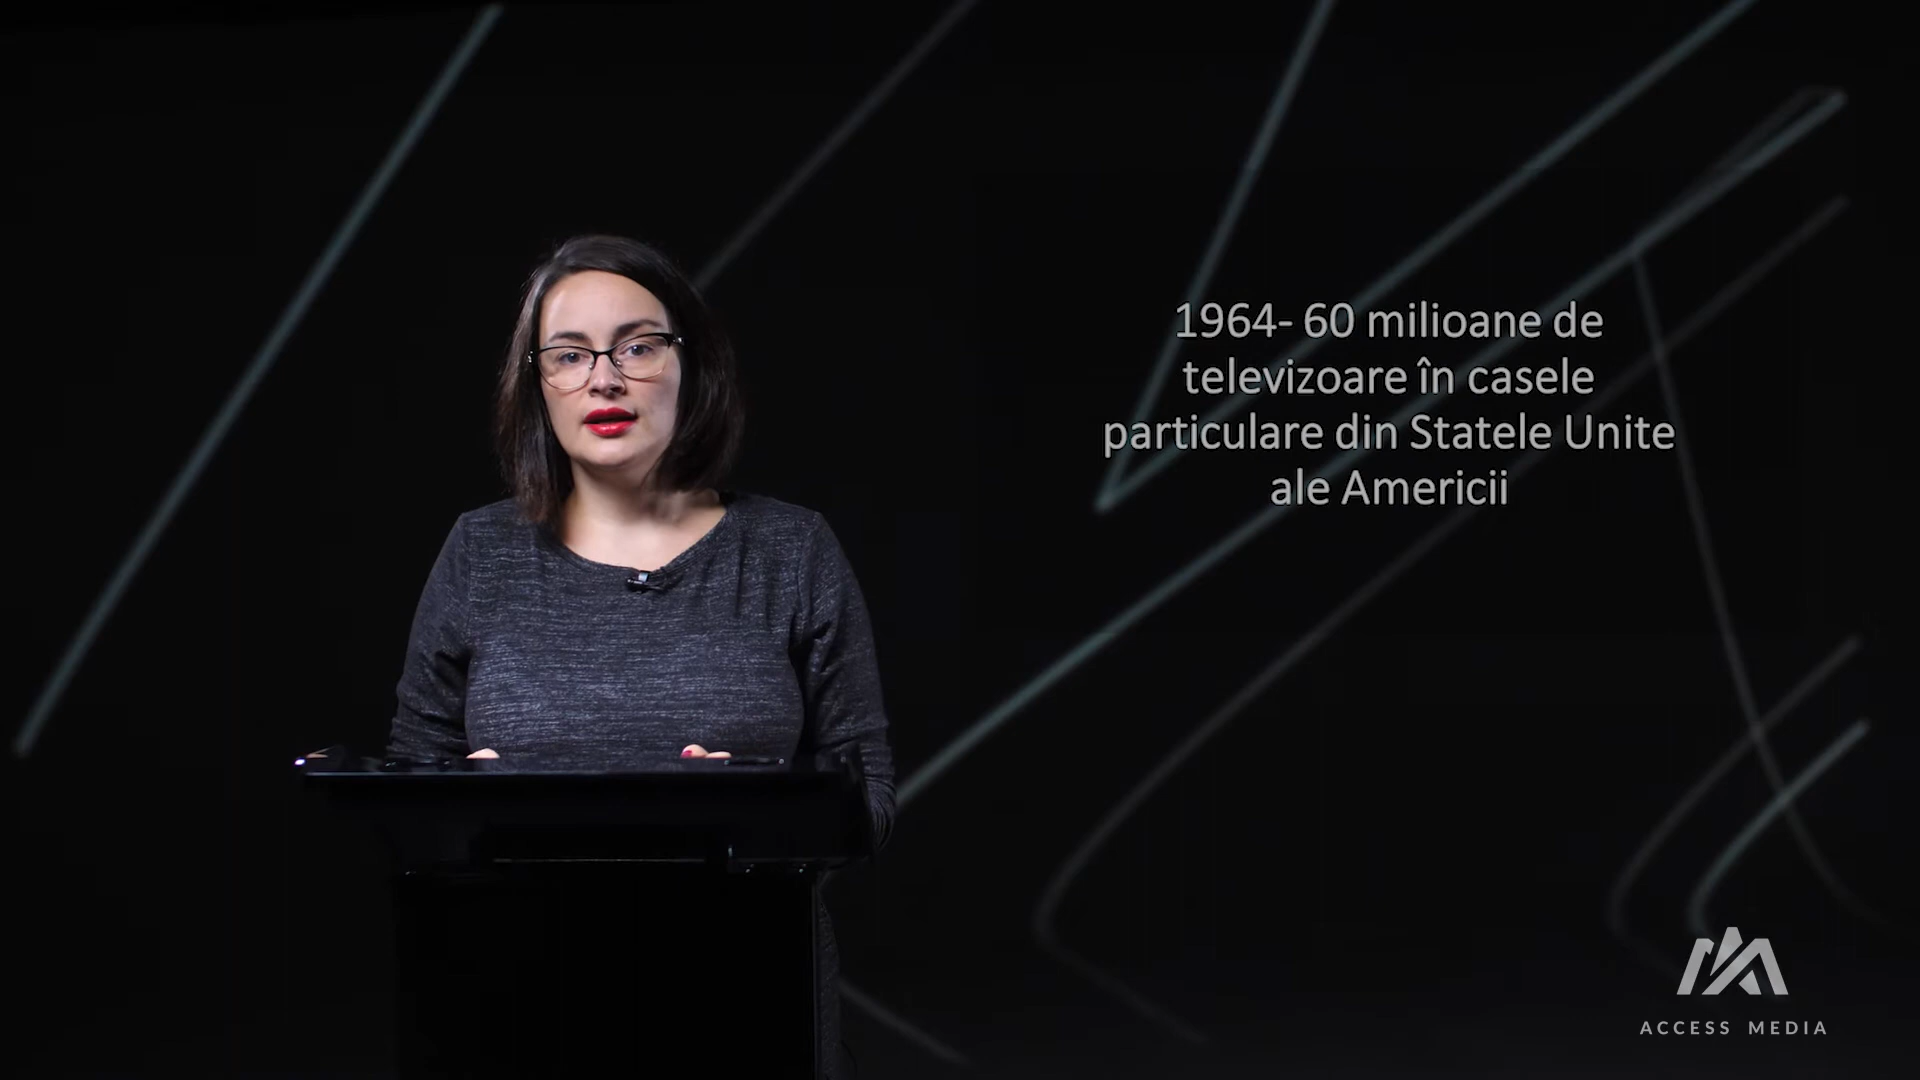 1964- 60 milioane de
televizoare în casele
particulare din Statele Unite
ale Americii
ACCESS MEDIA